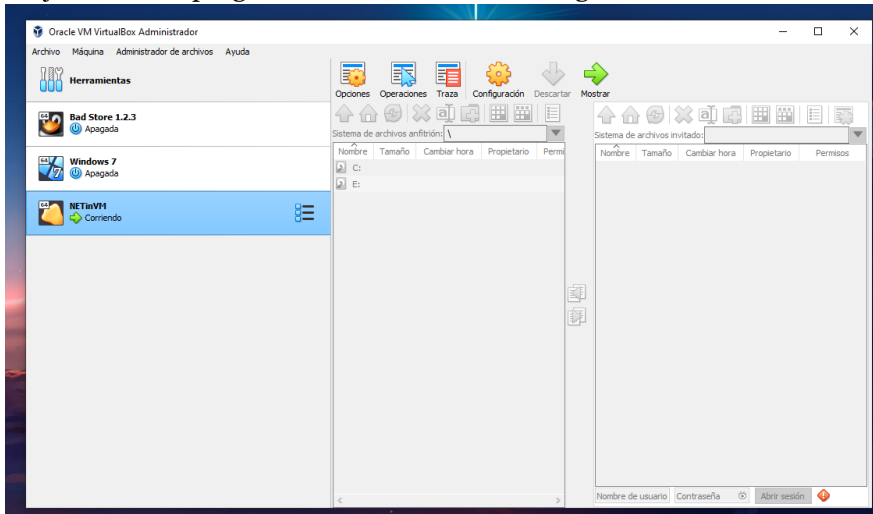 Oracle VM VirtualBox Administrador
Archivo Máquina Administrador de archivos Ayuda
Herramientas
Bad Store 1.2.3
Apagada
Windows 7
Apagada
NETinVM
Corriendo
Opciones Operaciones Traza Configuración Descartar Mostrar
Sistema de archivos anfitrión: \
Nombre Tamaño Cambiar hora Propietario Permi
C:
E:
Sistema de archivos invitado:
Nombre Tamaño Cambiar hora Propietario Permisos
Nombre de usuario Contraseña Abrir sesión